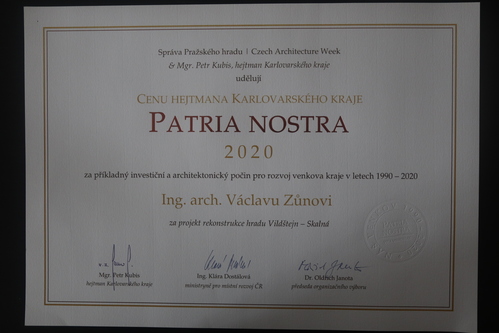 Správa Pražského hradu | Czech Architecture Week
& Mgr. Petr Kubis, hejtman Karlovarského kraje
udělují
CENU HEJTMANA KARLOVARSKÉHO KRAJE
PATRIA NOSTRA
2020
za příkladný investiční a architektonický počin pro rozvoj venkova kraje v letech 1990 – 2020
Ing. arch. Václavu Zůnovi
za projekt rekonstrukce hradu Vildštejn – Skalná
Mgr. Petr Kubis
hejtman Karlovarského kraje
Ing. Klára Dostálová
ministryně pro místní rozvoj ČR
Dr. Oldřich Janota
předseda organizačního výboru